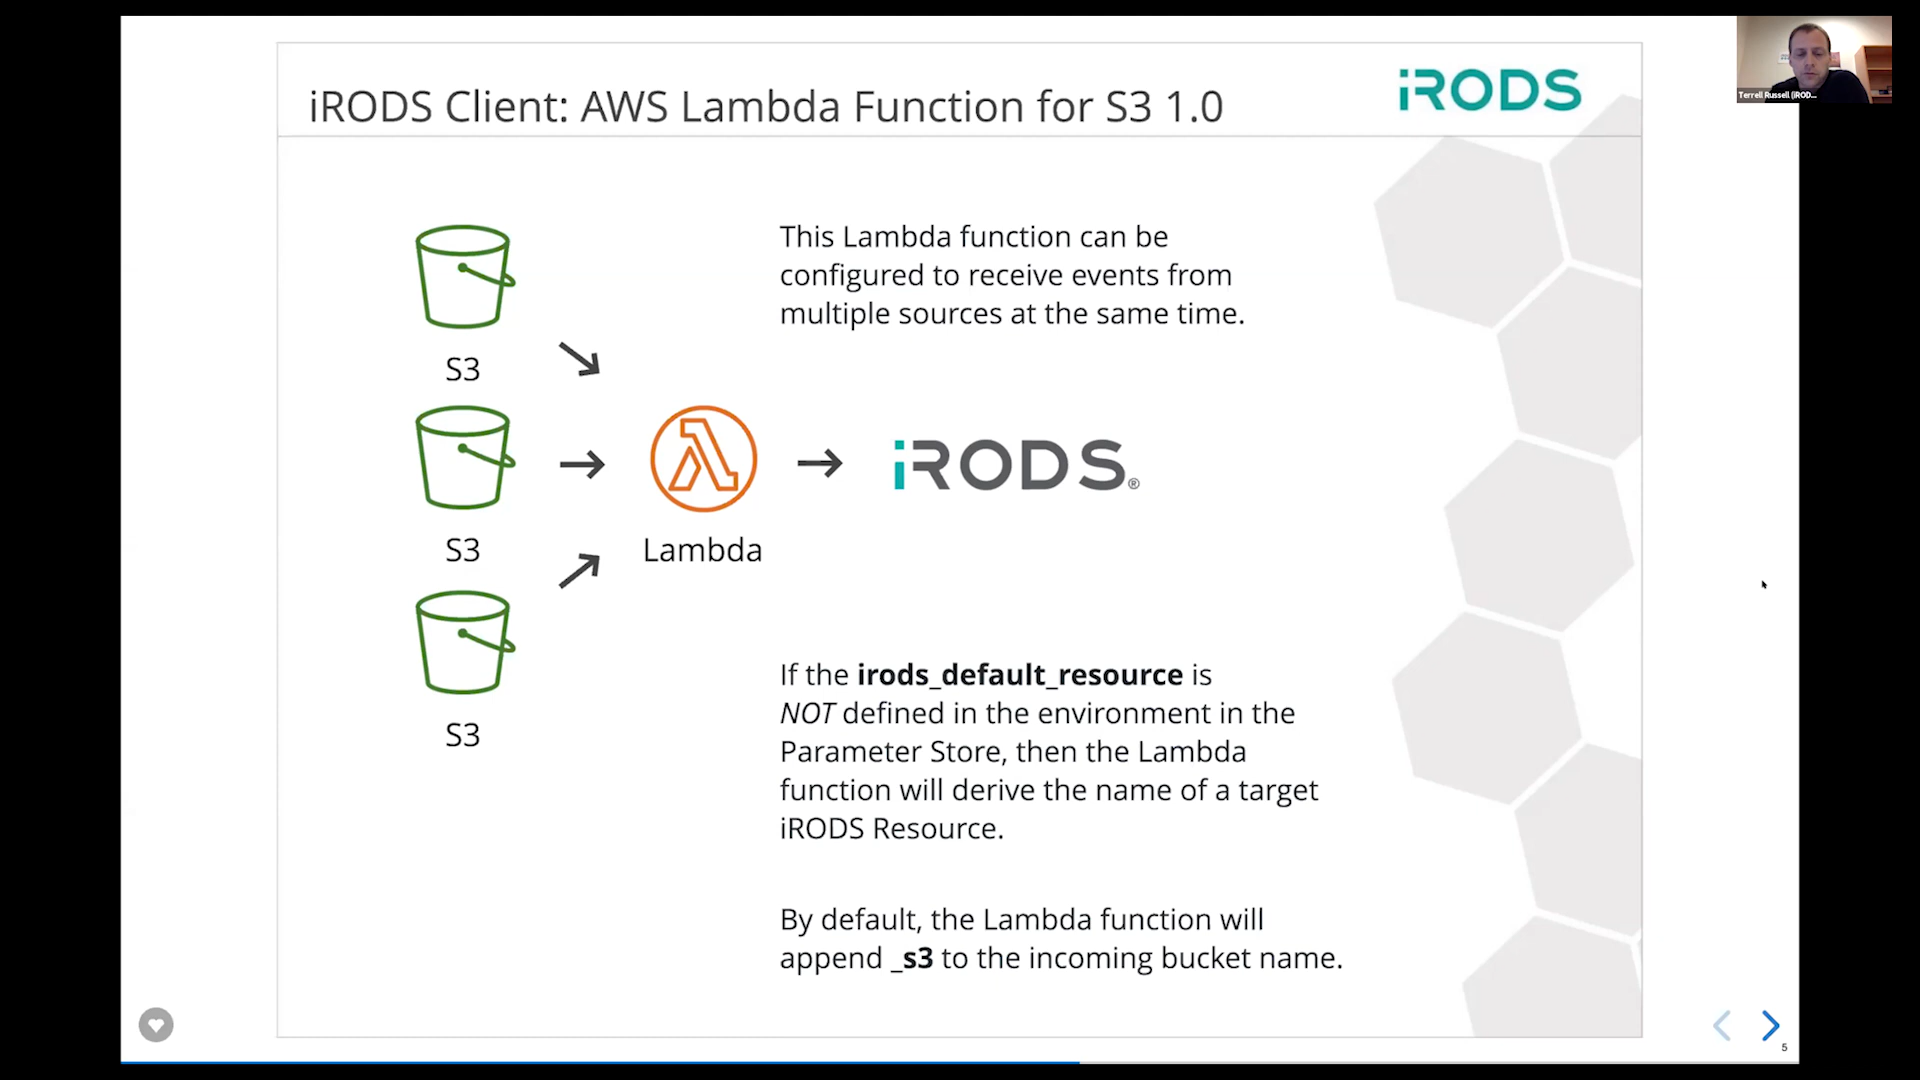 iRODS Client: AWS Lambda Function for S3 1.0
iRODS
Terrell Russell (iROD...
This Lambda function can be
configured to receive events from
multiple sources at the same time.
S3
S3
S3
Lambda
iRODS®
If the irods_default_resource is
NOT defined in the environment in the
Parameter Store, then the Lambda
function will derive the name of a target
iRODS Resource.
By default, the Lambda function will
append _s3 to the incoming bucket name.
5